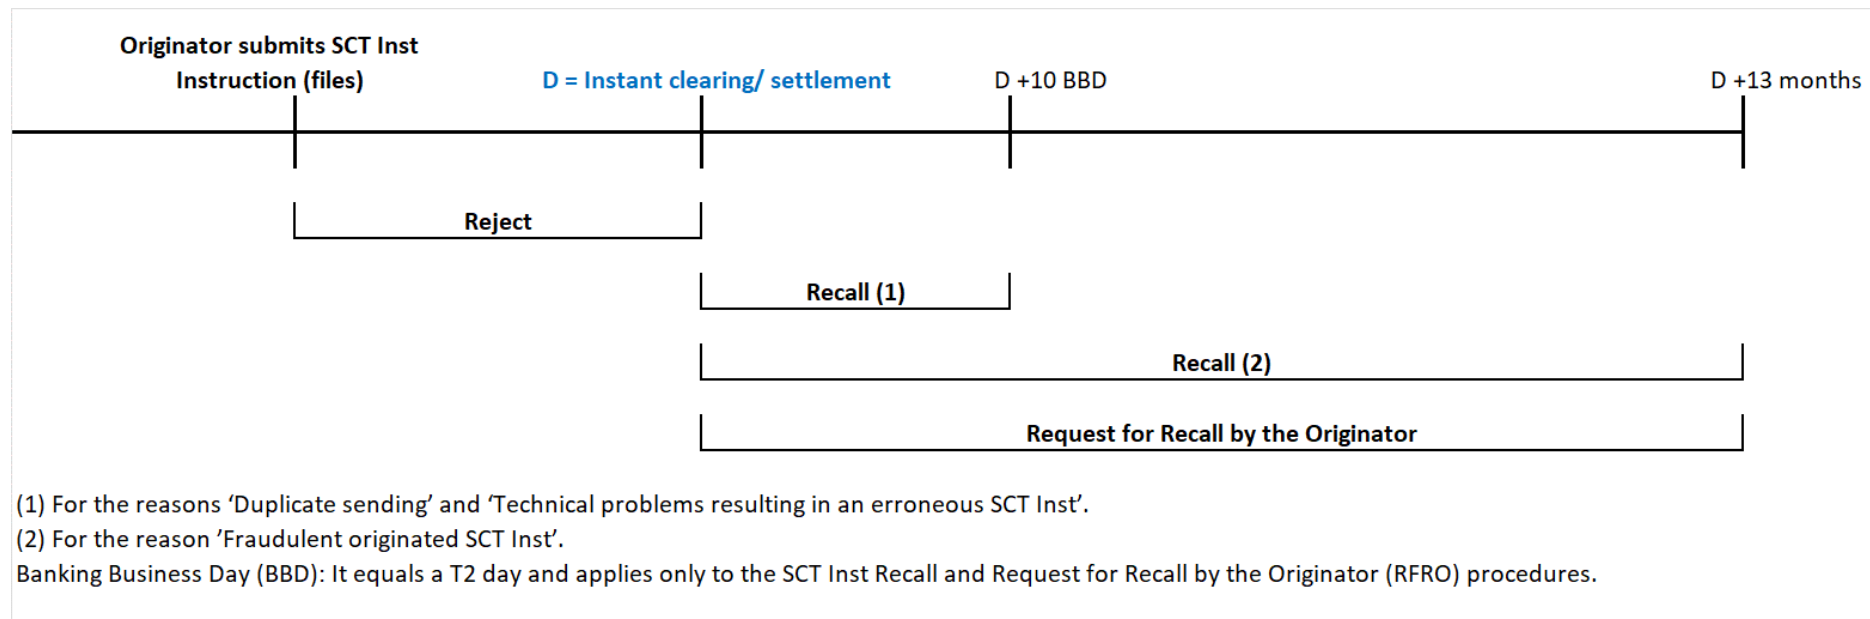 Originator submits SCT Inst
Instruction (files)
D = Instant clearing/ settlement
D +10 BBD
D +13 months
Reject
Recall (1)
Recall (2)
Request for Recall by the Originator
(1) For the reasons ‘Duplicate sending’ and ‘Technical problems resulting in an erroneous SCT Inst’.
(2) For the reason ’Fraudulent originated SCT Inst’.
Banking Business Day (BBD): It equals a T2 day and applies only to the SCT Inst Recall and Request for Recall by the Originator (RFRO) procedures.